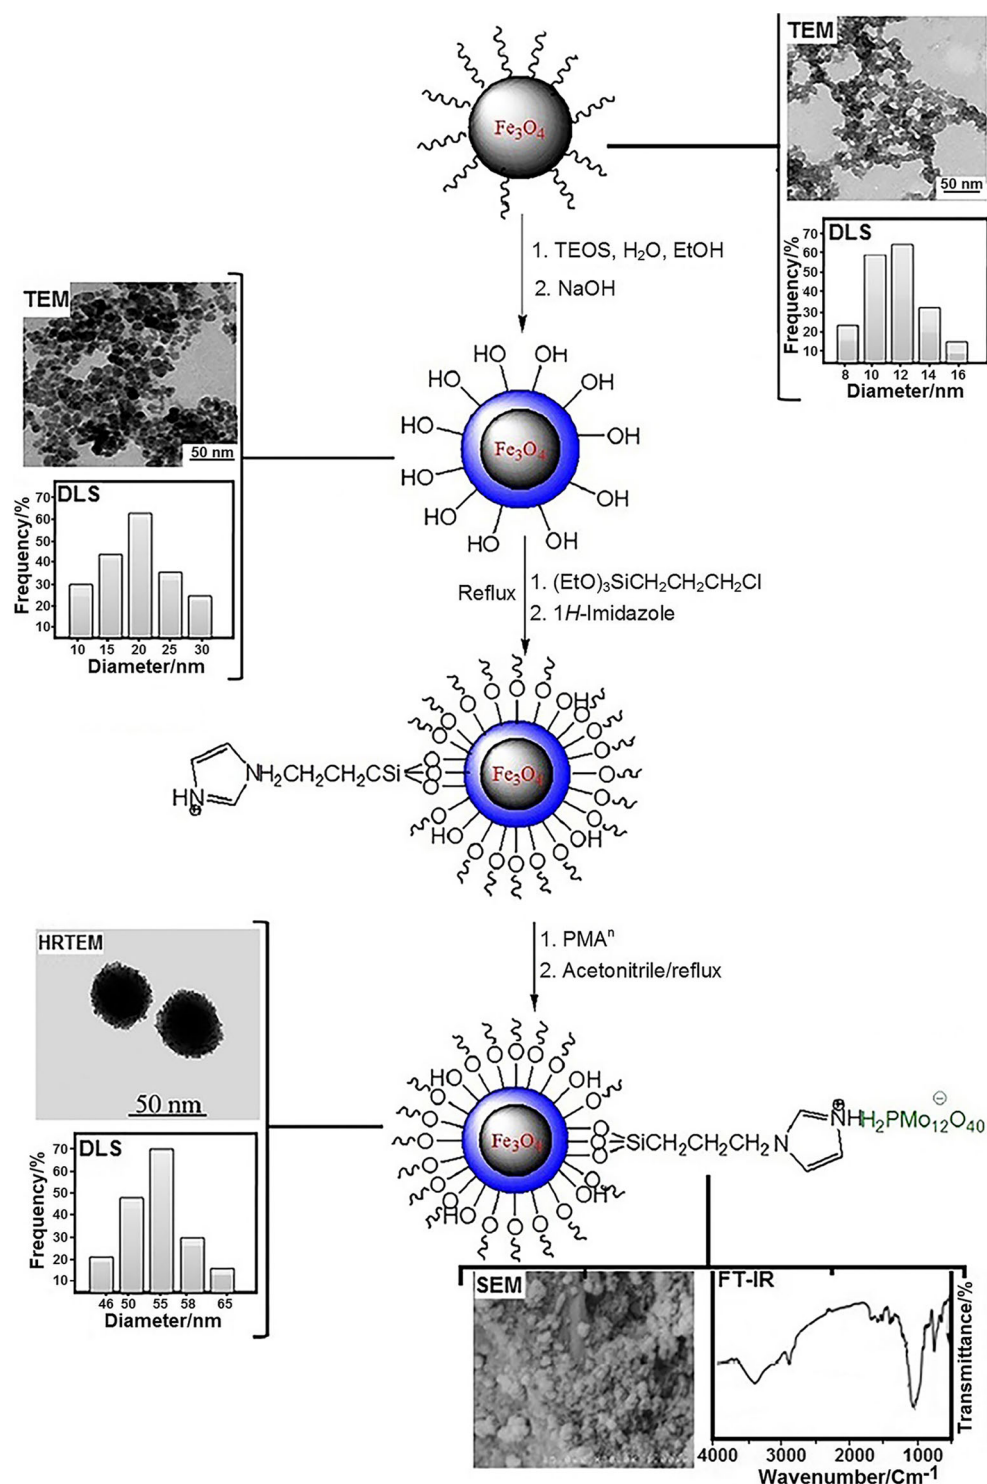 TEM
Fe₃O₄
50 nm
DLS
Frequency/%
70
60
50
40
30
20
10
8 10 12 14 16
Diameter/nm
1. TEOS, H₂O, EtOH
2. NaOH
TEM
50 nm
DLS
Frequency/%
70
60
50
40
30
20
10
10 15 20 25 30
Diameter/nm
HO OH
HO OH
HO OH
HO OH
HO
HO OH
Fe₃O₄
Reflux
1. (EtO)₃SiCH₂CH₂CH₂Cl
2. 1H-Imidazole
O O O O O OH
O O
O O
O O
O O
O O
O O
HO OH
O O O O O O
Fe₃O₄
HN⊕ NH₂CH₂CH₂CSi
1. PMAⁿ
2. Acetonitrile/reflux
HRTEM
50 nm
DLS
Frequency/%
70
60
50
40
30
20
10
46 50 55 58 65
Diameter/nm
O O O O O
HO OH
O O
O O
O O
O O
O O
O OH
HO O
O O O O
Fe₃O₄
SiCH₂CH₂CH₂N NH⊕ H₂PMo₁₂O₄₀⊖
SEM
FT-IR
Transmittance/%
4000 3000 2000 1000
Wavenumber/Cm⁻¹